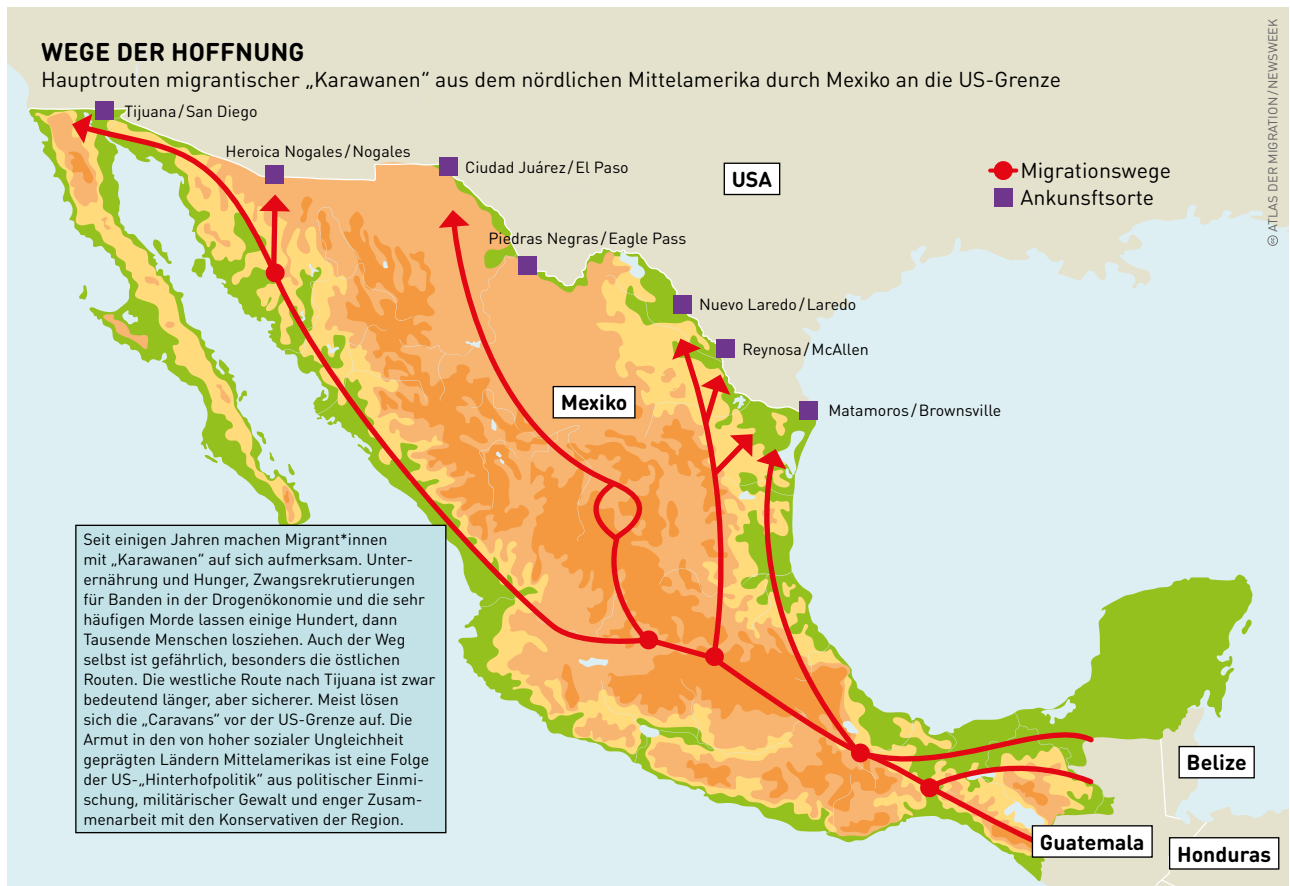 WEGE DER HOFFNUNG
Hauptrouten migrantischer „Karawanen“ aus dem nördlichen Mittelamerika durch Mexiko an die US-Grenze
Tijuana/San Diego
Heroica Nogales/Nogales
Ciudad Juárez/El Paso
USA
Migrationswege
Ankunsftsorte
Piedras Negras/Eagle Pass
Nuevo Laredo/Laredo
Reynosa/McAllen
Mexiko
Matamoros/Brownsville
Seit einigen Jahren machen Migrant*innen
mit „Karawanen“ auf sich aufmerksam. Unter-
ernährung und Hunger, Zwangsrekrutierungen
für Banden in der Drogenökonomie und die sehr
häufigen Morde lassen einige Hundert, dann
Tausende Menschen losziehen. Auch der Weg
selbst ist gefährlich, besonders die östlichen
Routen. Die westliche Route nach Tijuana ist zwar
bedeutend länger, aber sicherer. Meist lösen
sich die „Caravans“ vor der US-Grenze auf. Die
Armut in den von hoher sozialer Ungleichheit
geprägten Ländern Mittelamerikas ist eine Folge
der US-„Hinterhofpolitik“ aus politischer Einmi-
schung, militärischer Gewalt und enger Zusam-
menarbeit mit den Konservativen der Region.
Belize
Guatemala
Honduras
🅭 ATLAS DER MIGRATION/NEWSWEEK